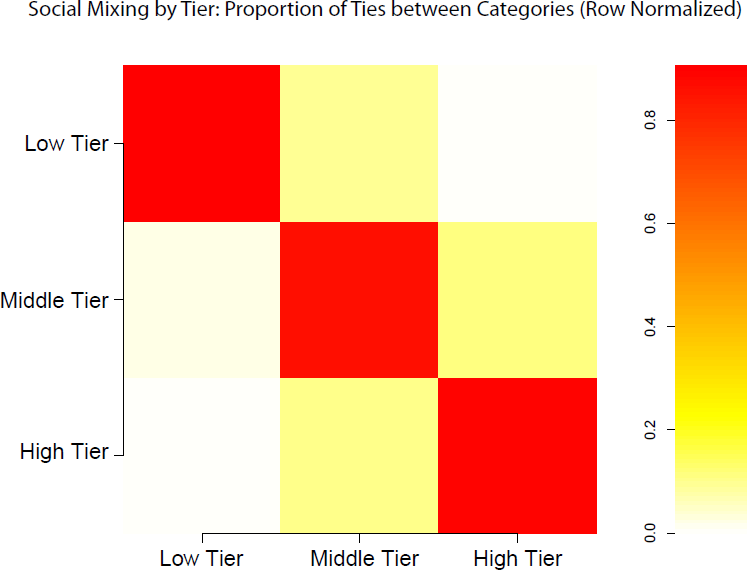 Social Mixing by Tier: Proportion of Ties between Categories (Row Normalized)
Low Tier
Middle Tier
High Tier
Low Tier Middle Tier High Tier
0.8
0.6
0.4
0.2
0.0